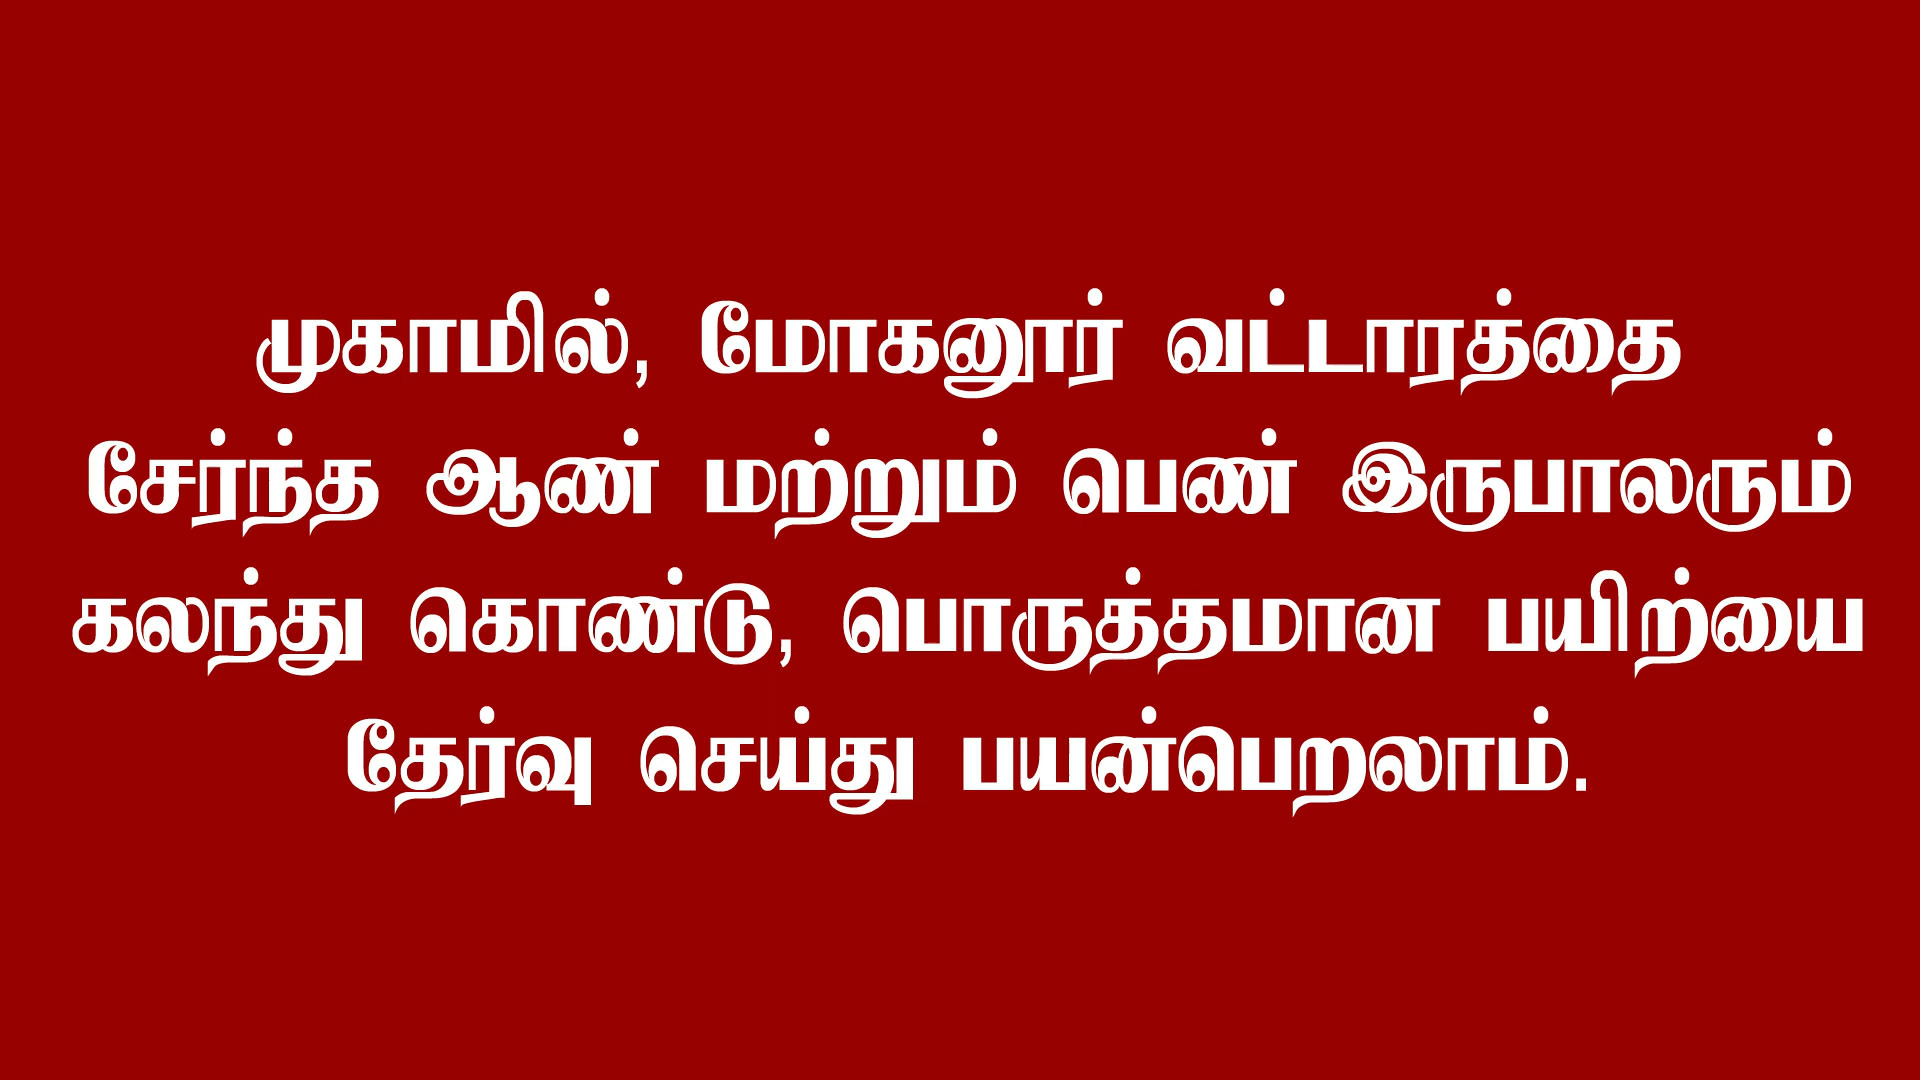 முகாமில், மோகனூர் வட்டாரத்தை
சேர்ந்த ஆண் மற்றும் பெண் இருபாலரும்
கலந்து கொண்டு, பொருத்தமான பயிற்யை
தேர்வு செய்து பயன்பெறலாம்.